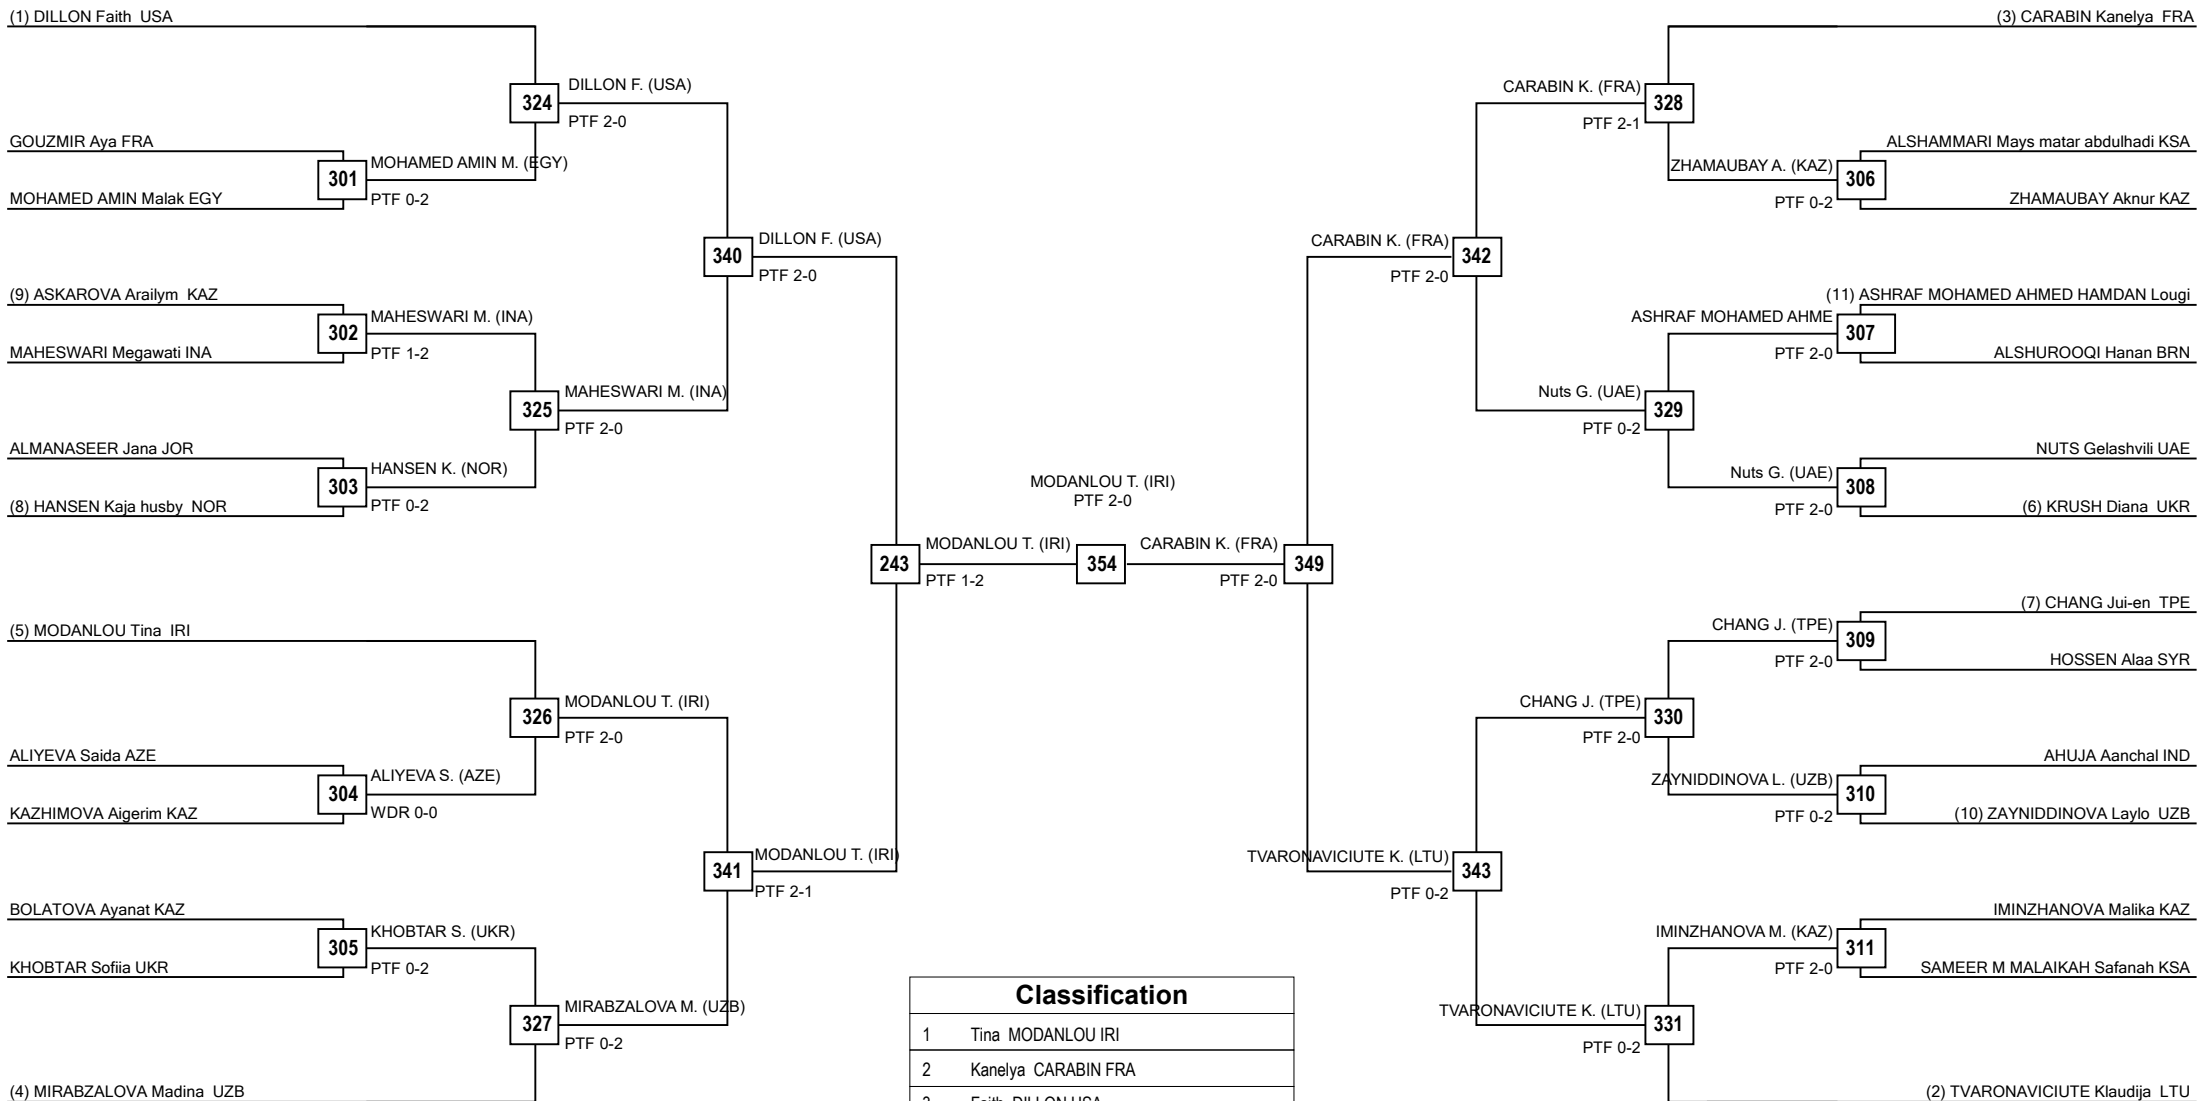 (1) DILLON Faith  USA
DILLON F. (USA)
324
PTF 2-0
GOUZMIR Aya FRA
MOHAMED AMIN M. (EGY)
301
MOHAMED AMIN Malak EGY
PTF 0-2
DILLON F. (USA)
340
PTF 2-0
(9) ASKAROVA Arailym  KAZ
MAHESWARI M. (INA)
302
MAHESWARI Megawati INA
PTF 1-2
MAHESWARI M. (INA)
325
PTF 2-0
ALMANASEER Jana JOR
HANSEN K. (NOR)
303
(8) HANSEN Kaja husby  NOR
PTF 0-2
MODANLOU T. (IRI)
243
PTF 1-2
(5) MODANLOU Tina  IRI
MODANLOU T. (IRI)
326
PTF 2-0
ALIYEVA Saida AZE
ALIYEVA S. (AZE)
304
KAZHIMOVA Aigerim KAZ
WDR 0-0
MODANLOU T. (IRI)
341
PTF 2-1
BOLATOVA Ayanat KAZ
KHOBTAR S. (UKR)
305
KHOBTAR Sofiia UKR
PTF 0-2
MIRABZALOVA M. (UZB)
327
PTF 0-2
(4) MIRABZALOVA Madina  UZB
MODANLOU T. (IRI)
PTF 2-0
354
(3) CARABIN Kanelya  FRA
CARABIN K. (FRA)
328
PTF 2-1
ALSHAMMARI Mays matar abdulhadi KSA
ZHAMAUBAY A. (KAZ)
306
PTF 0-2
ZHAMAUBAY Aknur KAZ
CARABIN K. (FRA)
342
PTF 2-0
(11) ASHRAF MOHAMED AHMED HAMDAN Lougi
ASHRAF MOHAMED AHME
307
PTF 2-0
ALSHUROOQI Hanan BRN
Nuts G. (UAE)
329
PTF 0-2
NUTS Gelashvili UAE
Nuts G. (UAE)
308
PTF 2-0
(6) KRUSH Diana  UKR
CARABIN K. (FRA)
349
PTF 2-0
(7) CHANG Jui-en  TPE
CHANG J. (TPE)
309
PTF 2-0
HOSSEN Alaa SYR
CHANG J. (TPE)
330
PTF 2-0
AHUJA Aanchal IND
ZAYNIDDINOVA L. (UZB)
310
PTF 0-2
(10) ZAYNIDDINOVA Laylo  UZB
TVARONAVICIUTE K. (LTU)
343
PTF 0-2
IMINZHANOVA Malika KAZ
IMINZHANOVA M. (KAZ)
311
PTF 2-0
SAMEER M MALAIKAH Safanah KSA
TVARONAVICIUTE K. (LTU)
331
PTF 0-2
(2) TVARONAVICIUTE Klaudija  LTU
Classification
1 Tina  MODANLOU IRI
2 Kanelya  CARABIN FRA
3 Faith  DILLON USA